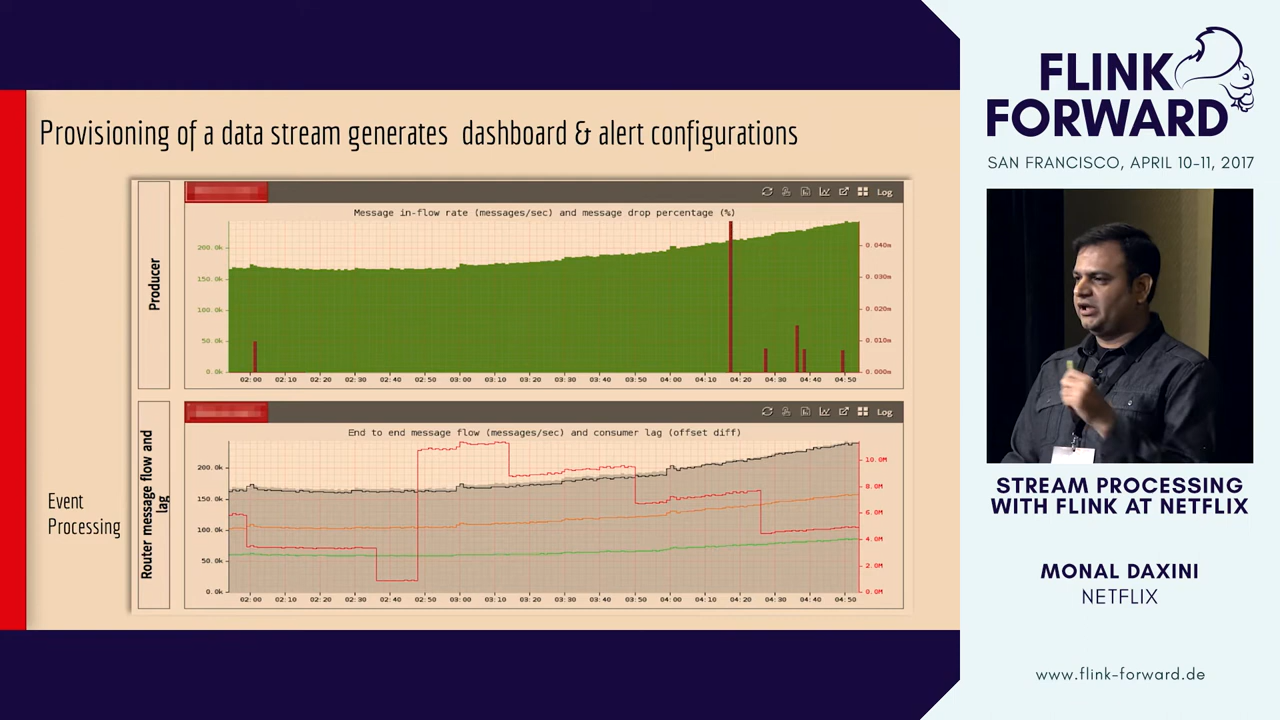 Provisioning of a data stream generates dashboard & alert configurations
Log
Message in-flow rate (messages/sec) and message drop percentage (%)
Producer
200.0k
150.0k
100.0k
50.0k
0.0k
0.040m
0.030m
0.020m
0.010m
0.000m
02:00 02:10 02:20 02:30 02:40 02:50 03:00 03:10 03:20 03:30 03:40 03:50 04:00 04:10 04:20 04:30 04:40 04:50
Log
End to end message flow (messages/sec) and consumer lag (offset diff)
Event
Processing
Router message flow and
lag
200.0k
150.0k
100.0k
50.0k
0.0k
10.0M
8.0M
6.0M
4.0M
2.0M
0.0M
02:00 02:10 02:20 02:30 02:40 02:50 03:00 03:10 03:20 03:30 03:40 03:50 04:00 04:10 04:20 04:30 04:40 04:50
FLINK
FORWARD
SAN FRANCISCO, APRIL 10-11, 2017
STREAM PROCESSING
WITH FLINK AT NETFLIX
MONAL DAXINI
NETFLIX
www.flink-forward.de